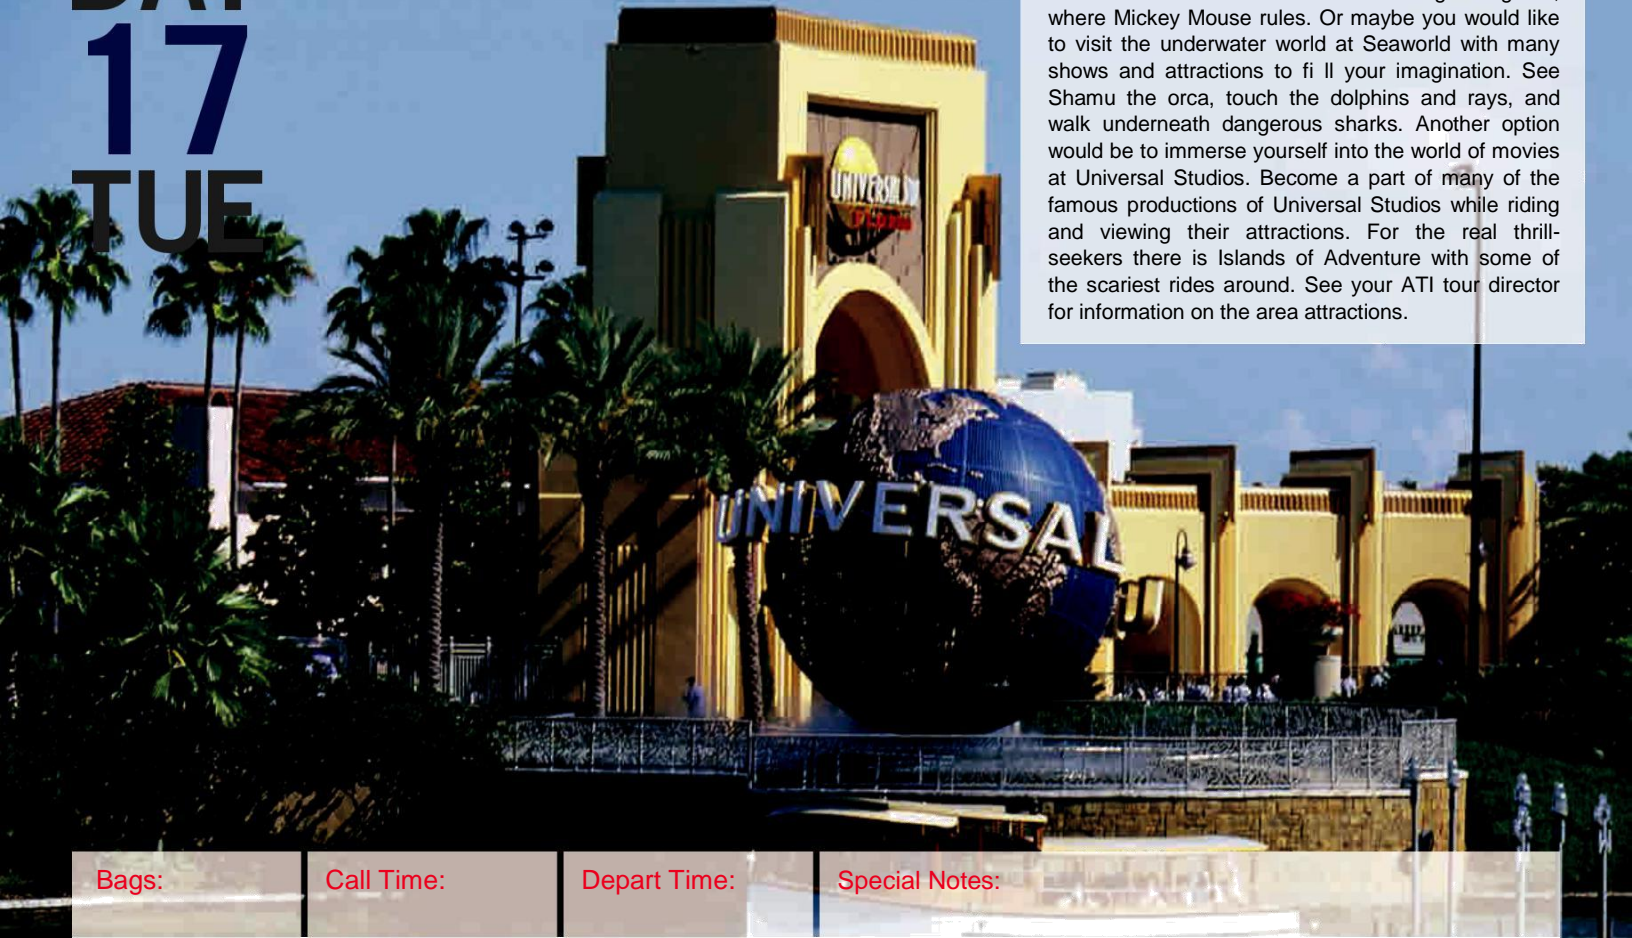 17
TUE
where Mickey Mouse rules. Or maybe you would like
to visit the underwater world at Seaworld with many
shows and attractions to fi ll your imagination. See
Shamu the orca, touch the dolphins and rays, and
walk underneath dangerous sharks. Another option
would be to immerse yourself into the world of movies
at Universal Studios. Become a part of many of the
famous productions of Universal Studios while riding
and viewing their attractions. For the real thrill-
seekers there is Islands of Adventure with some of
the scariest rides around. See your ATI tour director
for information on the area attractions.
UNIVERSAL
UNIVERSAL
Bags:
Call Time:
Depart Time:
Special Notes: